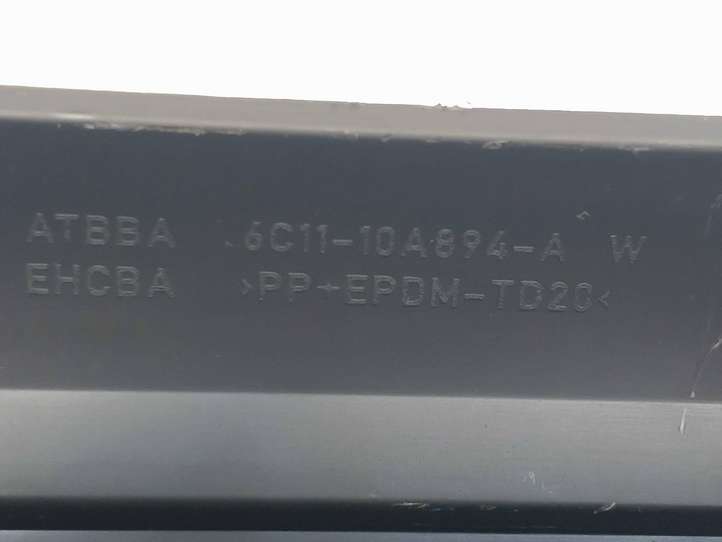 ATBBA 6C11-10A894-A W
EHCBA >PP+EPDM-TD20<